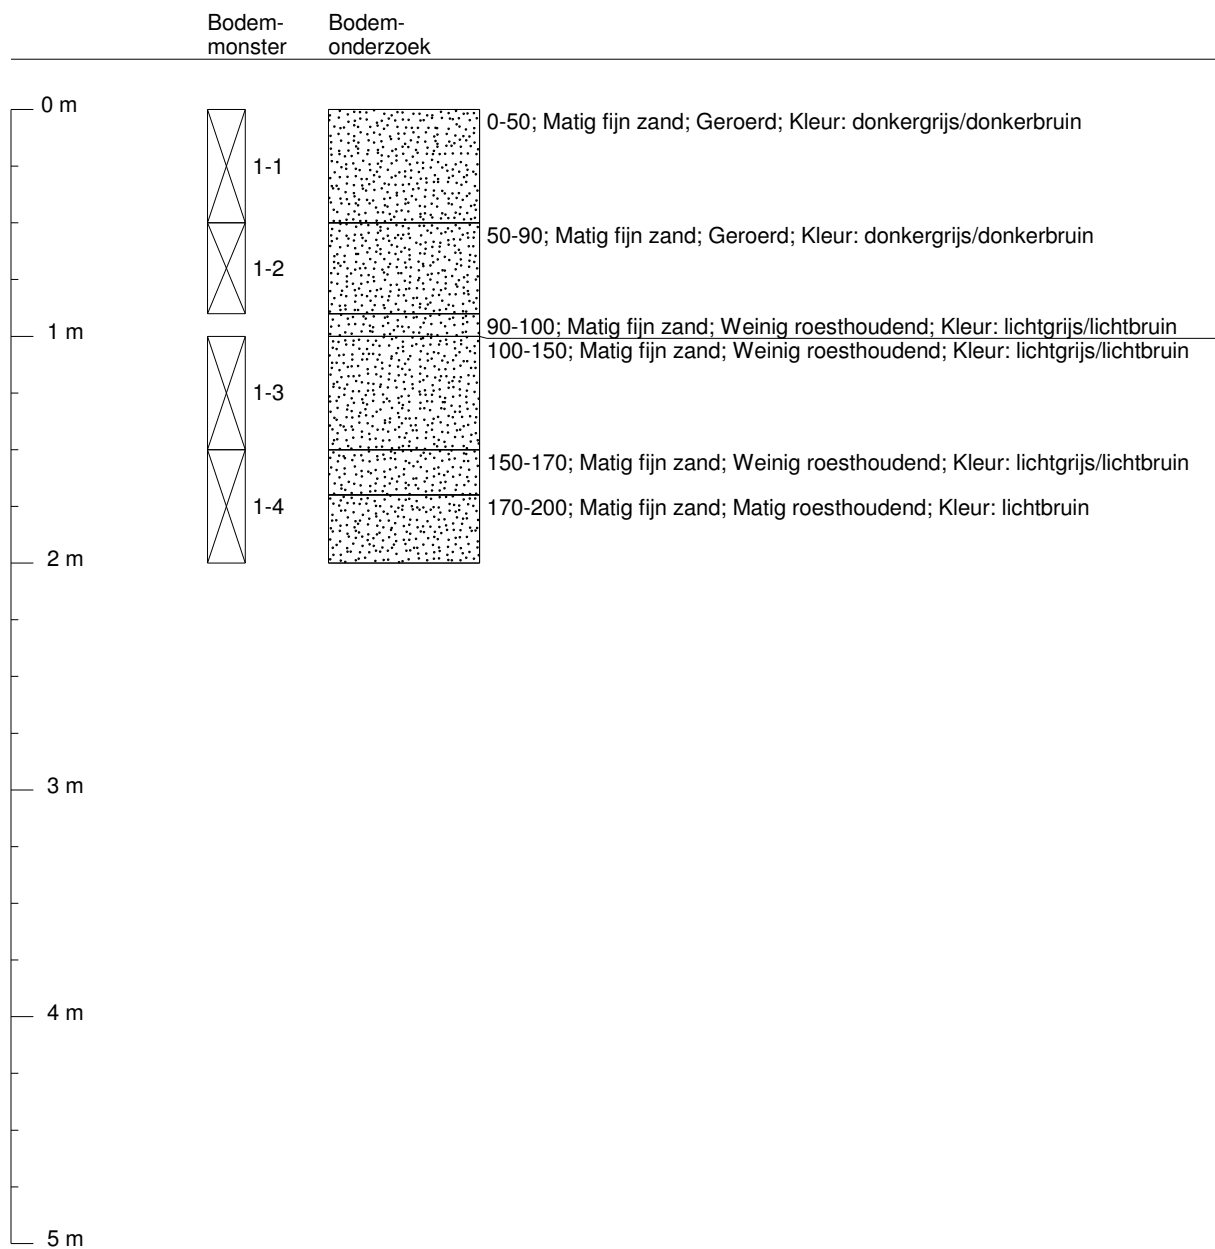 Bodem-
monster
Bodem-
onderzoek
0 m
0-50; Matig fijn zand; Geroerd; Kleur: donkergrijs/donkerbruin
1-1
50-90; Matig fijn zand; Geroerd; Kleur: donkergrijs/donkerbruin
1-2
90-100; Matig fijn zand; Weinig roesthoudend; Kleur: lichtgrijs/lichtbruin
1 m
100-150; Matig fijn zand; Weinig roesthoudend; Kleur: lichtgrijs/lichtbruin
1-3
150-170; Matig fijn zand; Weinig roesthoudend; Kleur: lichtgrijs/lichtbruin
1-4
170-200; Matig fijn zand; Matig roesthoudend; Kleur: lichtbruin
2 m
3 m
4 m
5 m